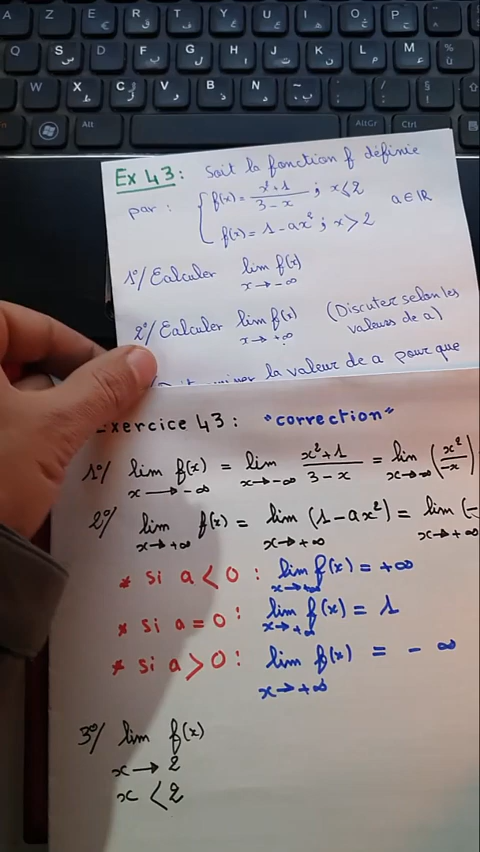 A Z E R T Y U I O P
Q S D F G H J K L M %
W X C V B N
Alt AltGr Ctrl
Ex 43: Soit la fonction f définie
par : { f(x) = x²+1 / 3-x ; x≤2 a∈IR
f(x) = 1-ax² ; x>2
1°/ Calculer lim f(x)
x→-∞
2°/ Calculer lim f(x) (Discuter selon les
x→+∞ valeurs de a)
la valeur de a pour que
Exercice 43 : "correction"
1°/ lim f(x) = lim x²+1 / 3-x = lim (x² / -x)
x→-∞ x→-∞ x→-∞
2°/ lim f(x) = lim (1-ax²) = lim (-
x→+∞ x→+∞ x→+∞
* si a<0 : lim f(x) = +∞
x→+∞
* si a=0 : lim f(x) = 1
x→+∞
* si a>0 : lim f(x) = -∞
x→+∞
3°/ lim f(x)
x→2
x<2